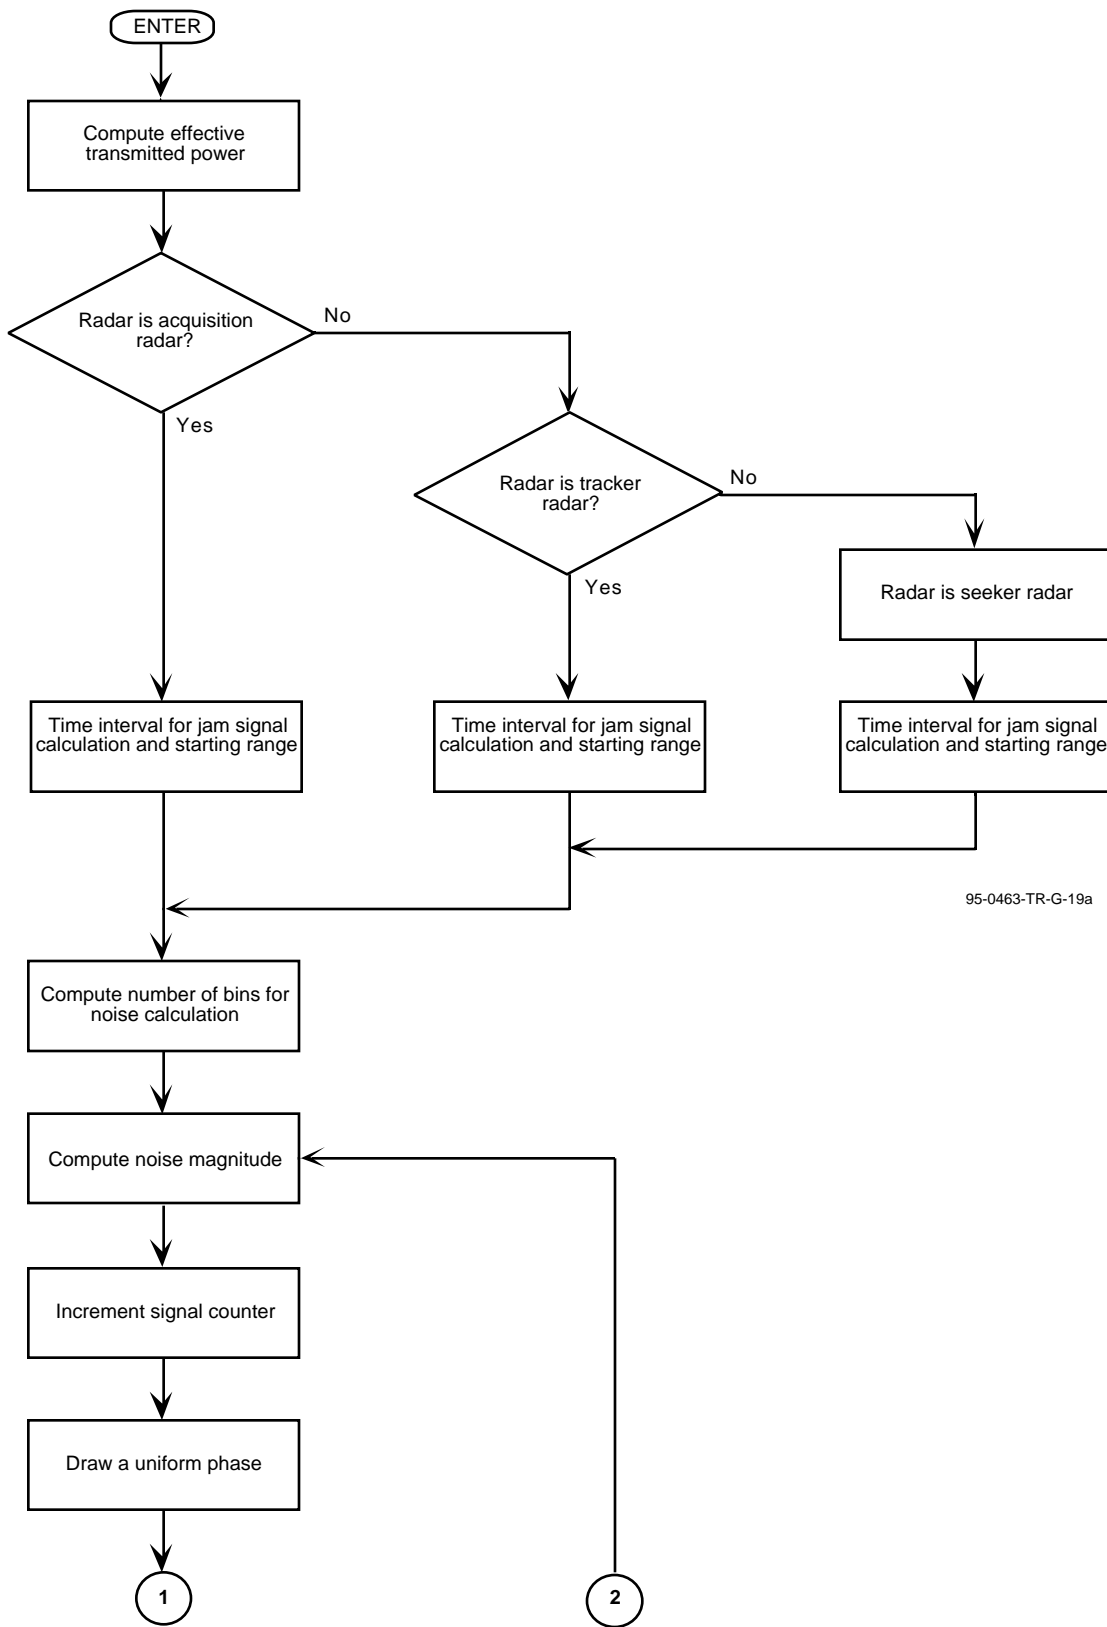 ENTER
Compute effective
transmitted power
Radar is acquisition
radar?
No
Yes
Radar is tracker
radar?
No
Yes
Radar is seeker radar
Time interval for jam signal
calculation and starting range
Time interval for jam signal
calculation and starting range
Time interval for jam signal
calculation and starting range
95-0463-TR-G-19a
Compute number of bins for
noise calculation
Compute noise magnitude
Increment signal counter
Draw a uniform phase
1
2